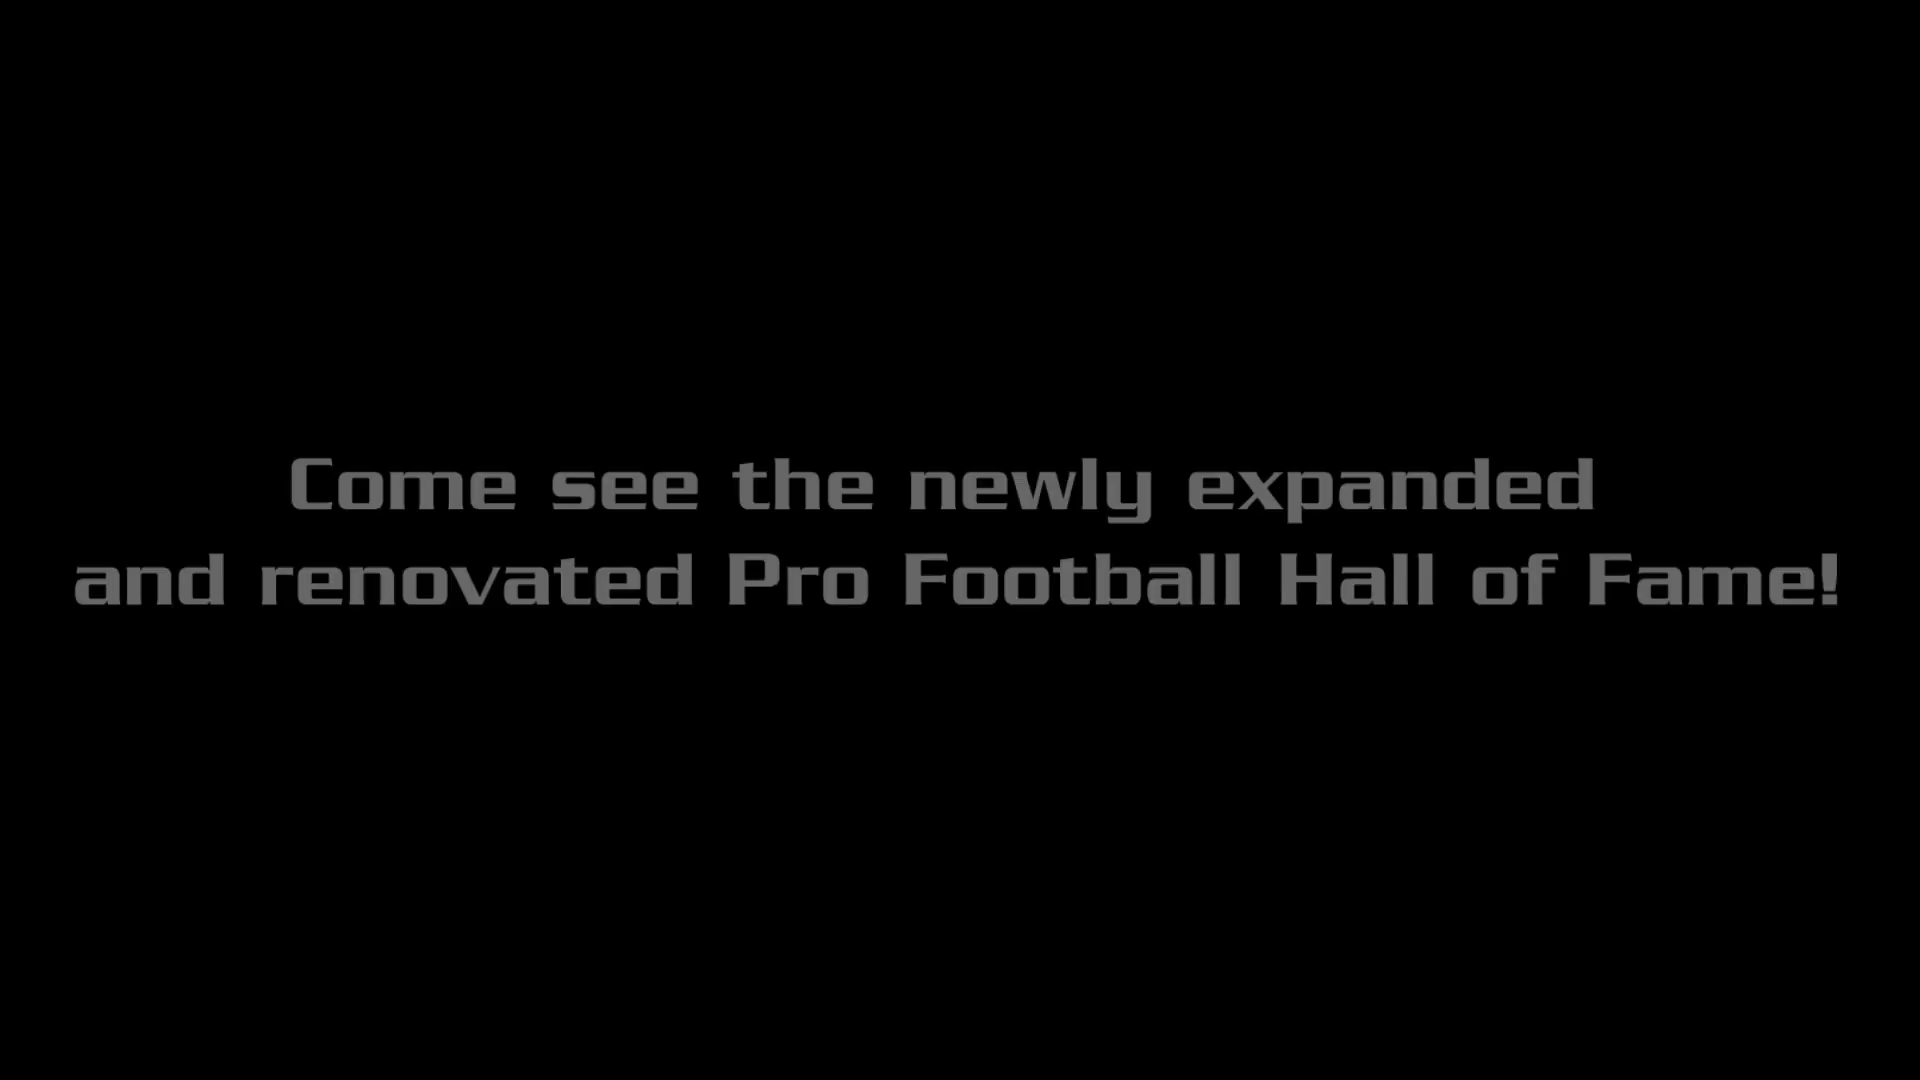 Come see the newly expanded
and renovated Pro Football Hall of Fame!